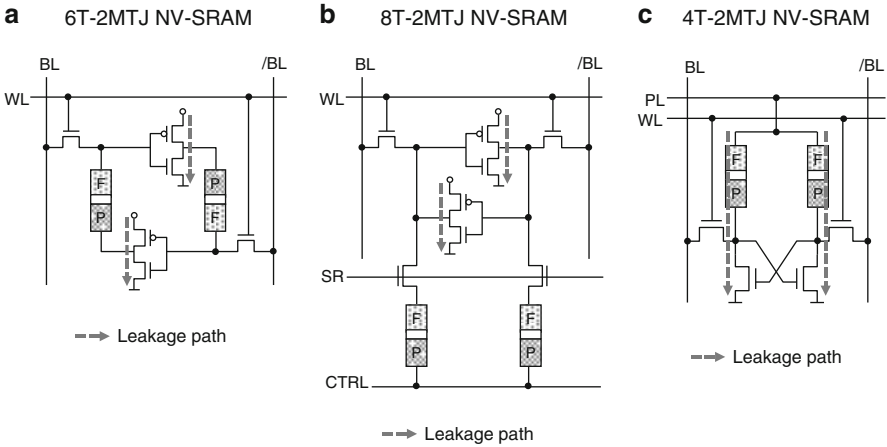 a 6T-2MTJ NV-SRAM
BL /BL
WL
F P
P F
Leakage path
b 8T-2MTJ NV-SRAM
BL /BL
WL
SR
F F
P P
CTRL
Leakage path
c 4T-2MTJ NV-SRAM
BL /BL
PL
WL
F F
P P
Leakage path